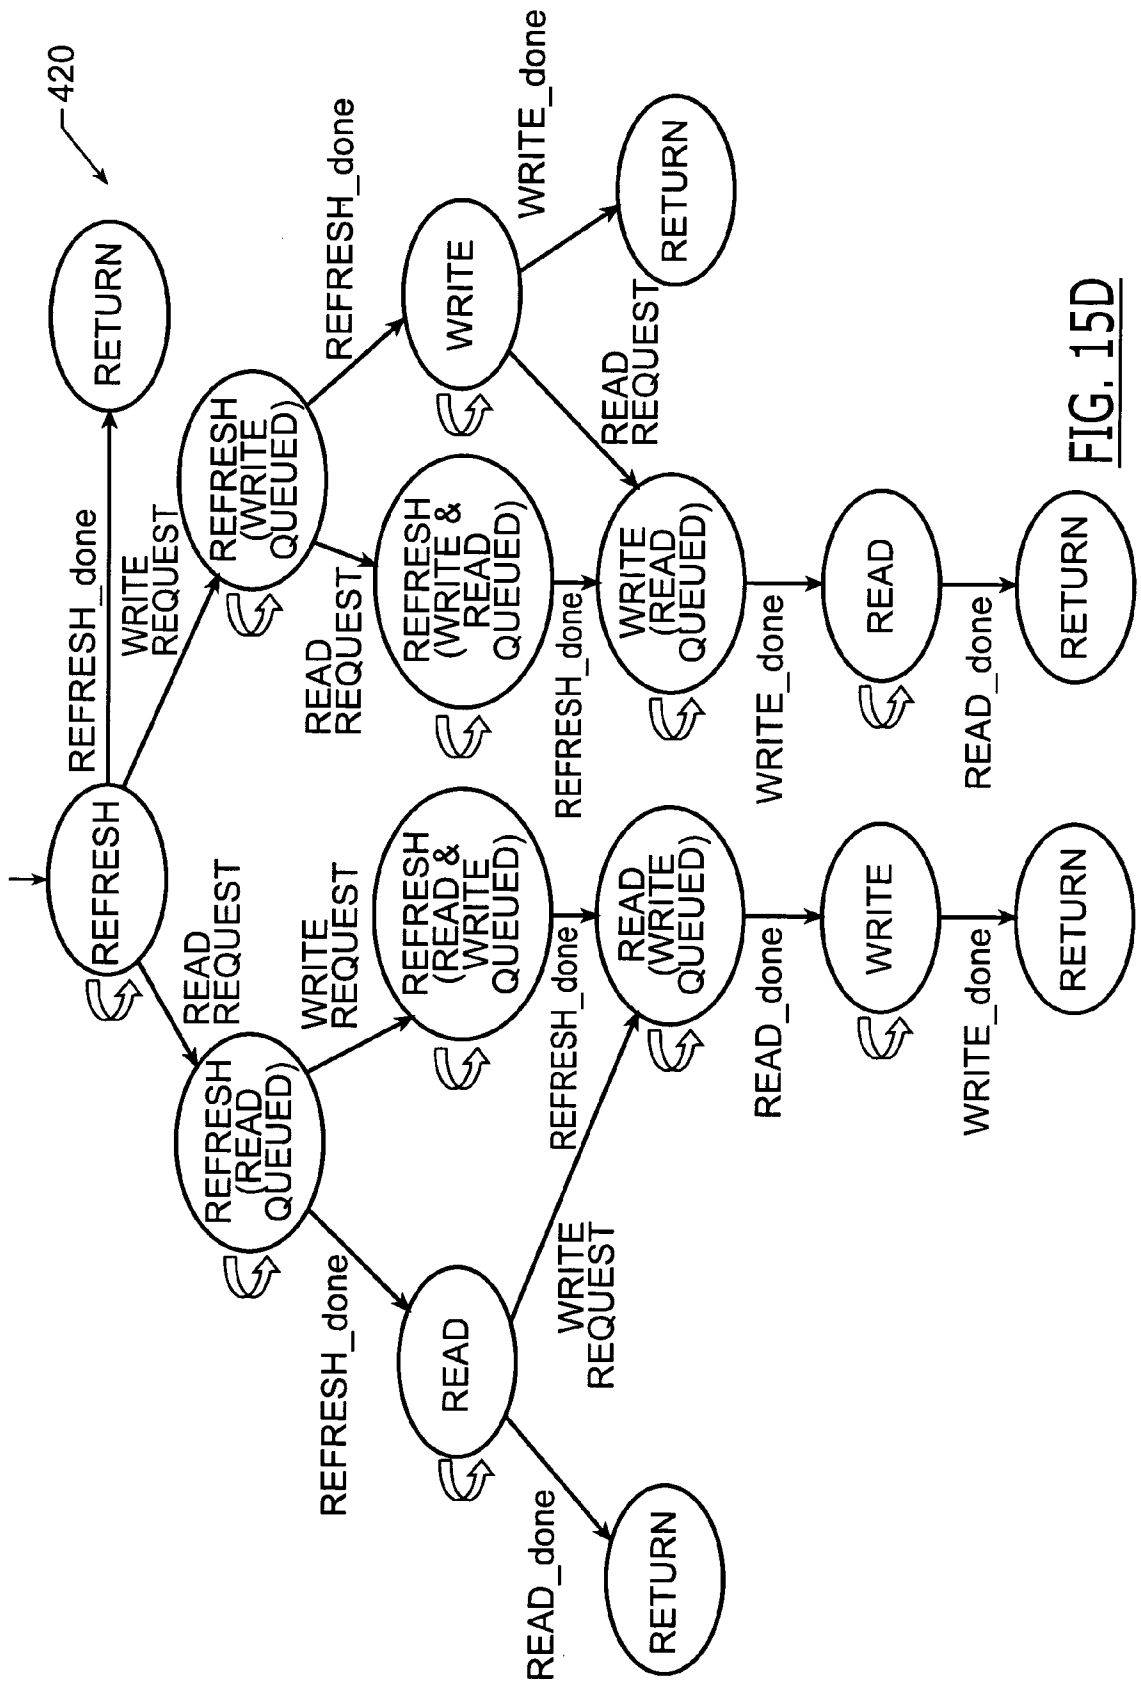 420
REFRESH
REFRESH_done
RETURN
READ
REQUEST
WRITE
REQUEST
REFRESH
(READ
QUEUED)
REFRESH
(WRITE
QUEUED)
REFRESH_done
WRITE
REQUEST
READ
REQUEST
REFRESH_done
READ
REFRESH
(READ &
WRITE
QUEUED)
REFRESH
(WRITE &
READ
QUEUED)
WRITE
READ_done
WRITE
REQUEST
REFRESH_done
REFRESH_done
READ
REQUEST
WRITE_done
RETURN
READ
(WRITE
QUEUED)
WRITE
(READ
QUEUED)
RETURN
READ_done
WRITE_done
WRITE
READ
WRITE_done
READ_done
RETURN
RETURN
FIG. 15D